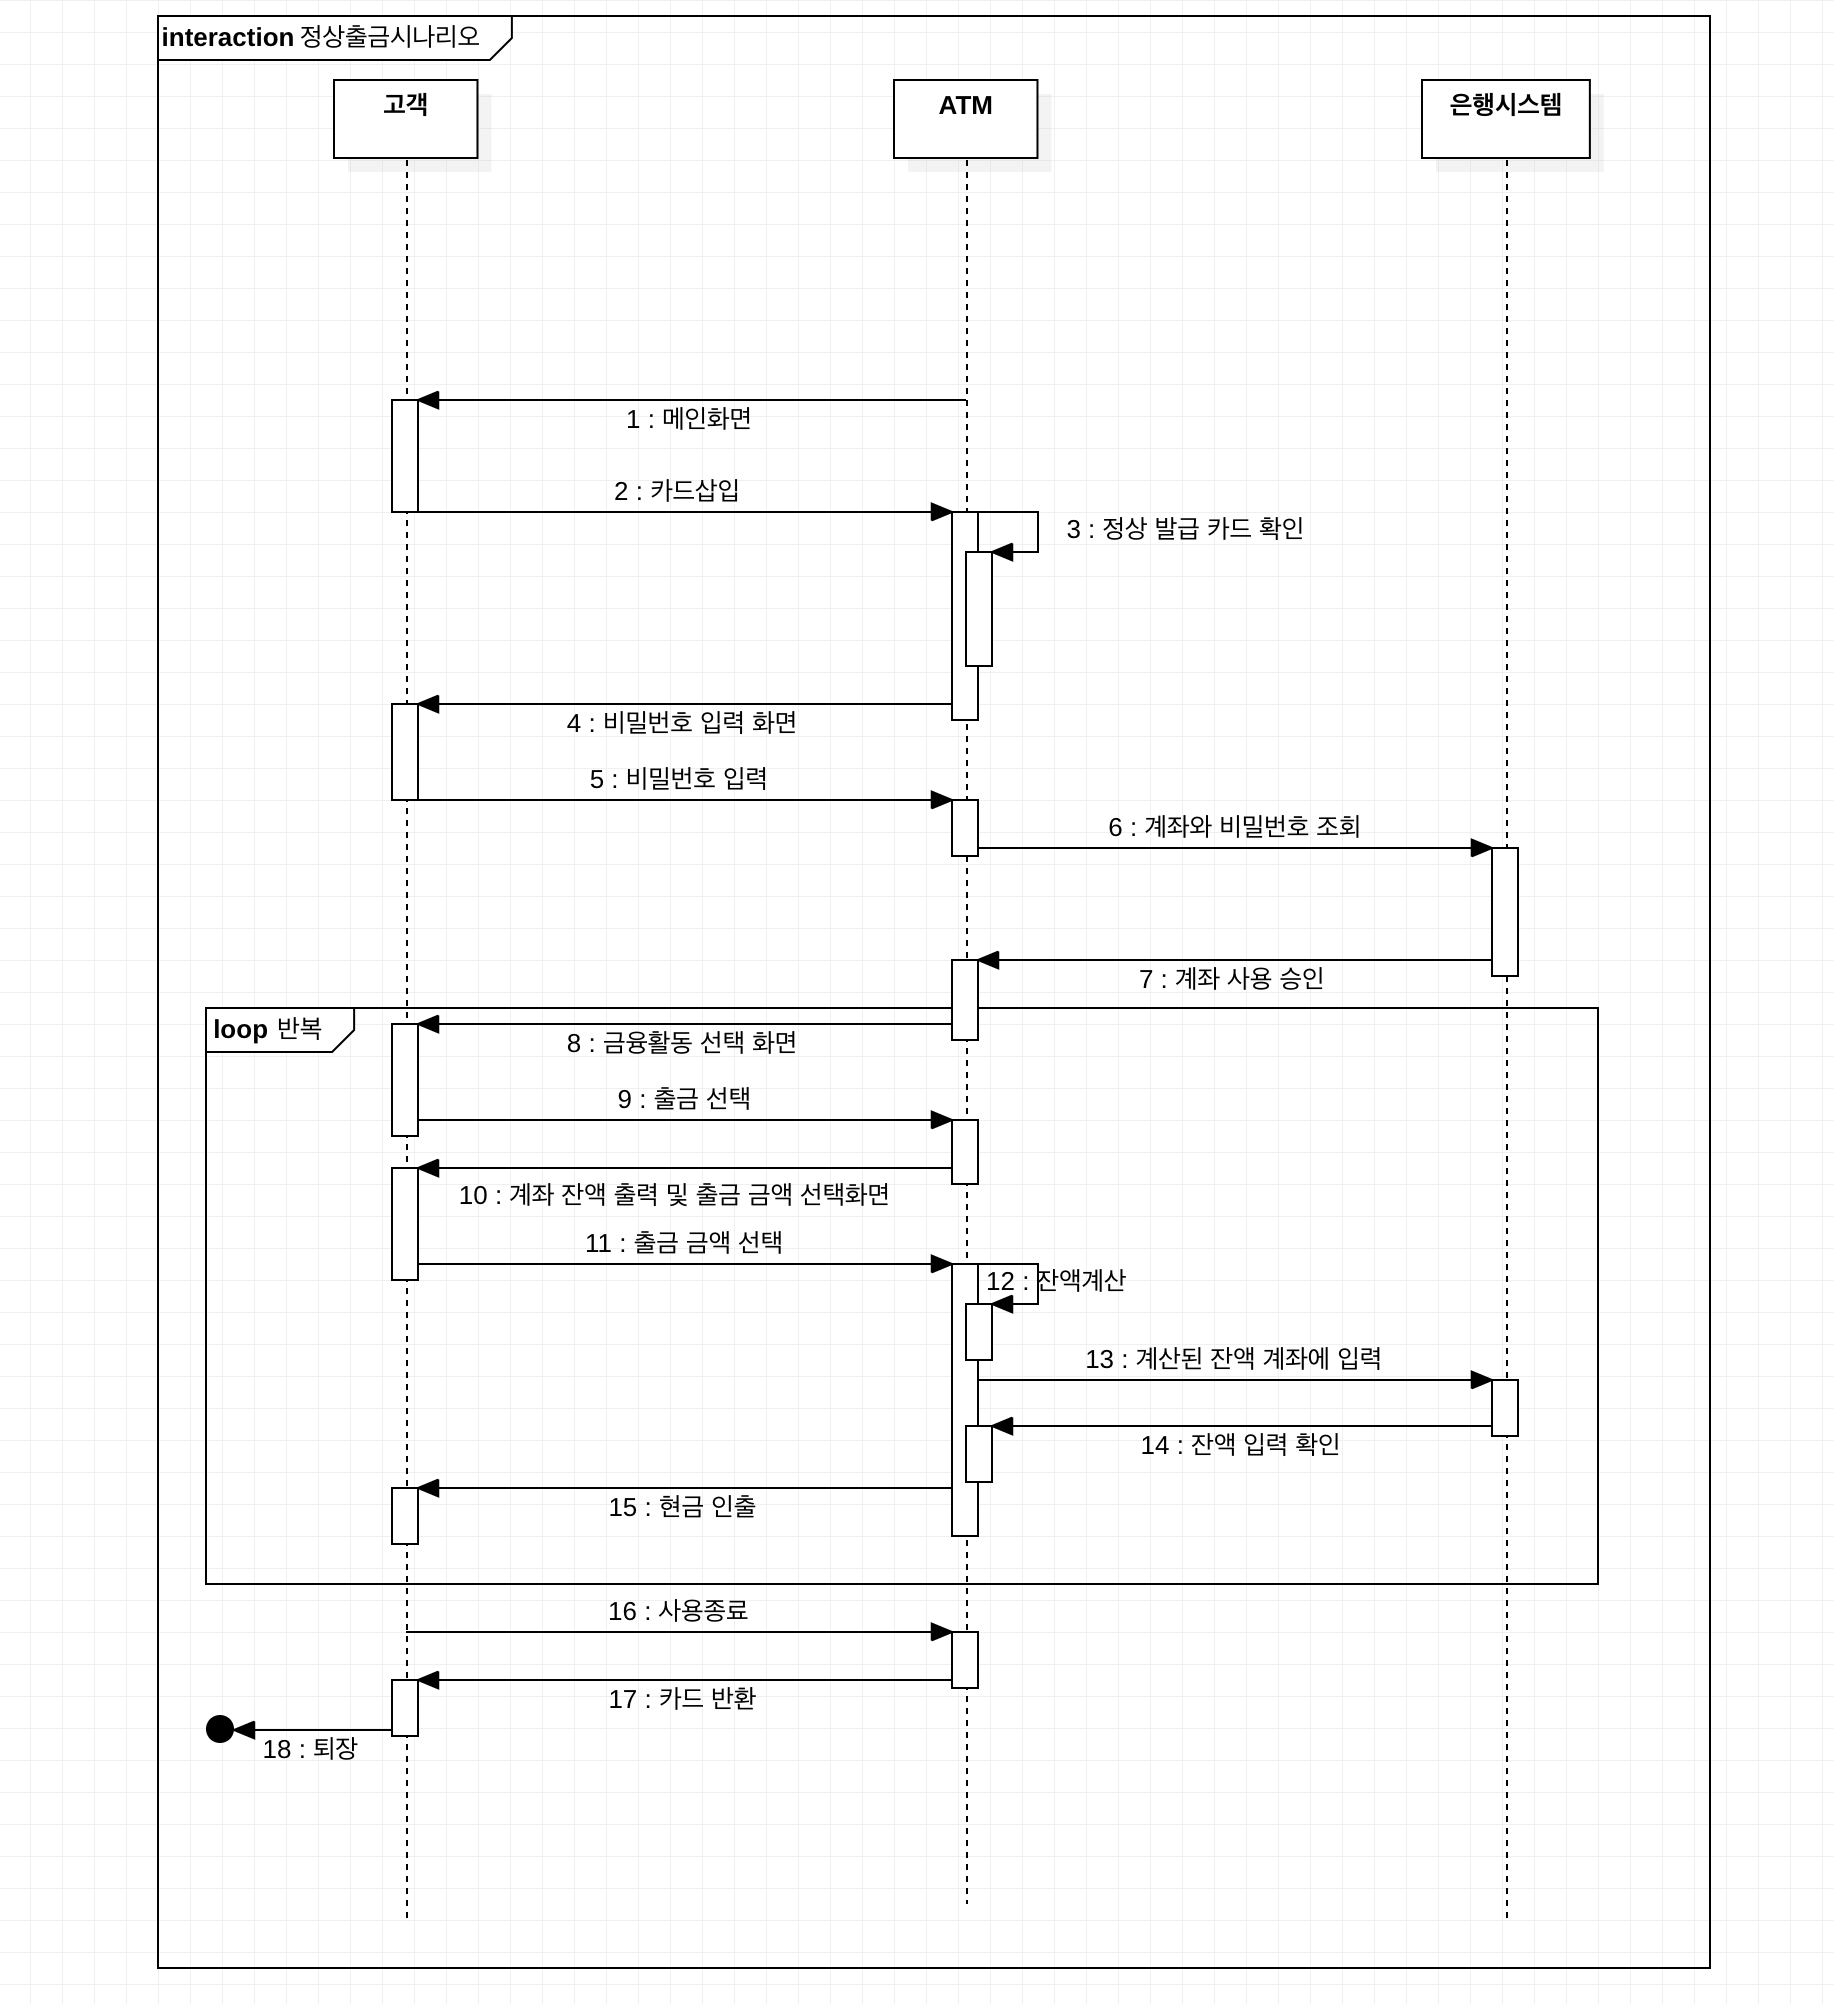 interaction 정상출금시나리오
고객
ATM
은행시스템
1 : 메인화면
2 : 카드삽입
3 : 정상 발급 카드 확인
4 : 비밀번호 입력 화면
5 : 비밀번호 입력
6 : 계좌와 비밀번호 조회
7 : 계좌 사용 승인
loop 반복
8 : 금융활동 선택 화면
9 : 출금 선택
10 : 계좌 잔액 출력 및 출금 금액 선택화면
11 : 출금 금액 선택
12 : 잔액계산
13 : 계산된 잔액 계좌에 입력
14 : 잔액 입력 확인
15 : 현금 인출
16 : 사용종료
17 : 카드 반환
18 : 퇴장